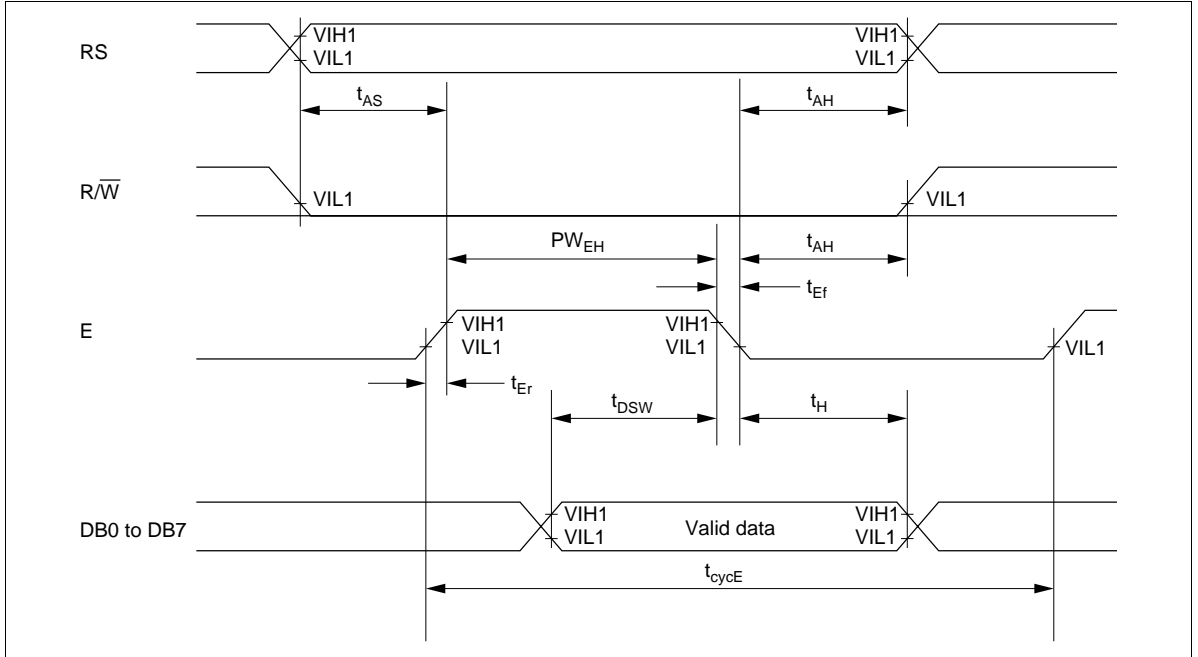 RS
VIH1
VIL1
VIH1
VIL1
tAS
tAH
R/W̅
VIL1
VIL1
PWEH
tAH
tEf
E
VIH1
VIL1
VIH1
VIL1
VIL1
tEr
tDSW
tH
DB0 to DB7
VIH1
VIL1
Valid data
VIH1
VIL1
tcycE